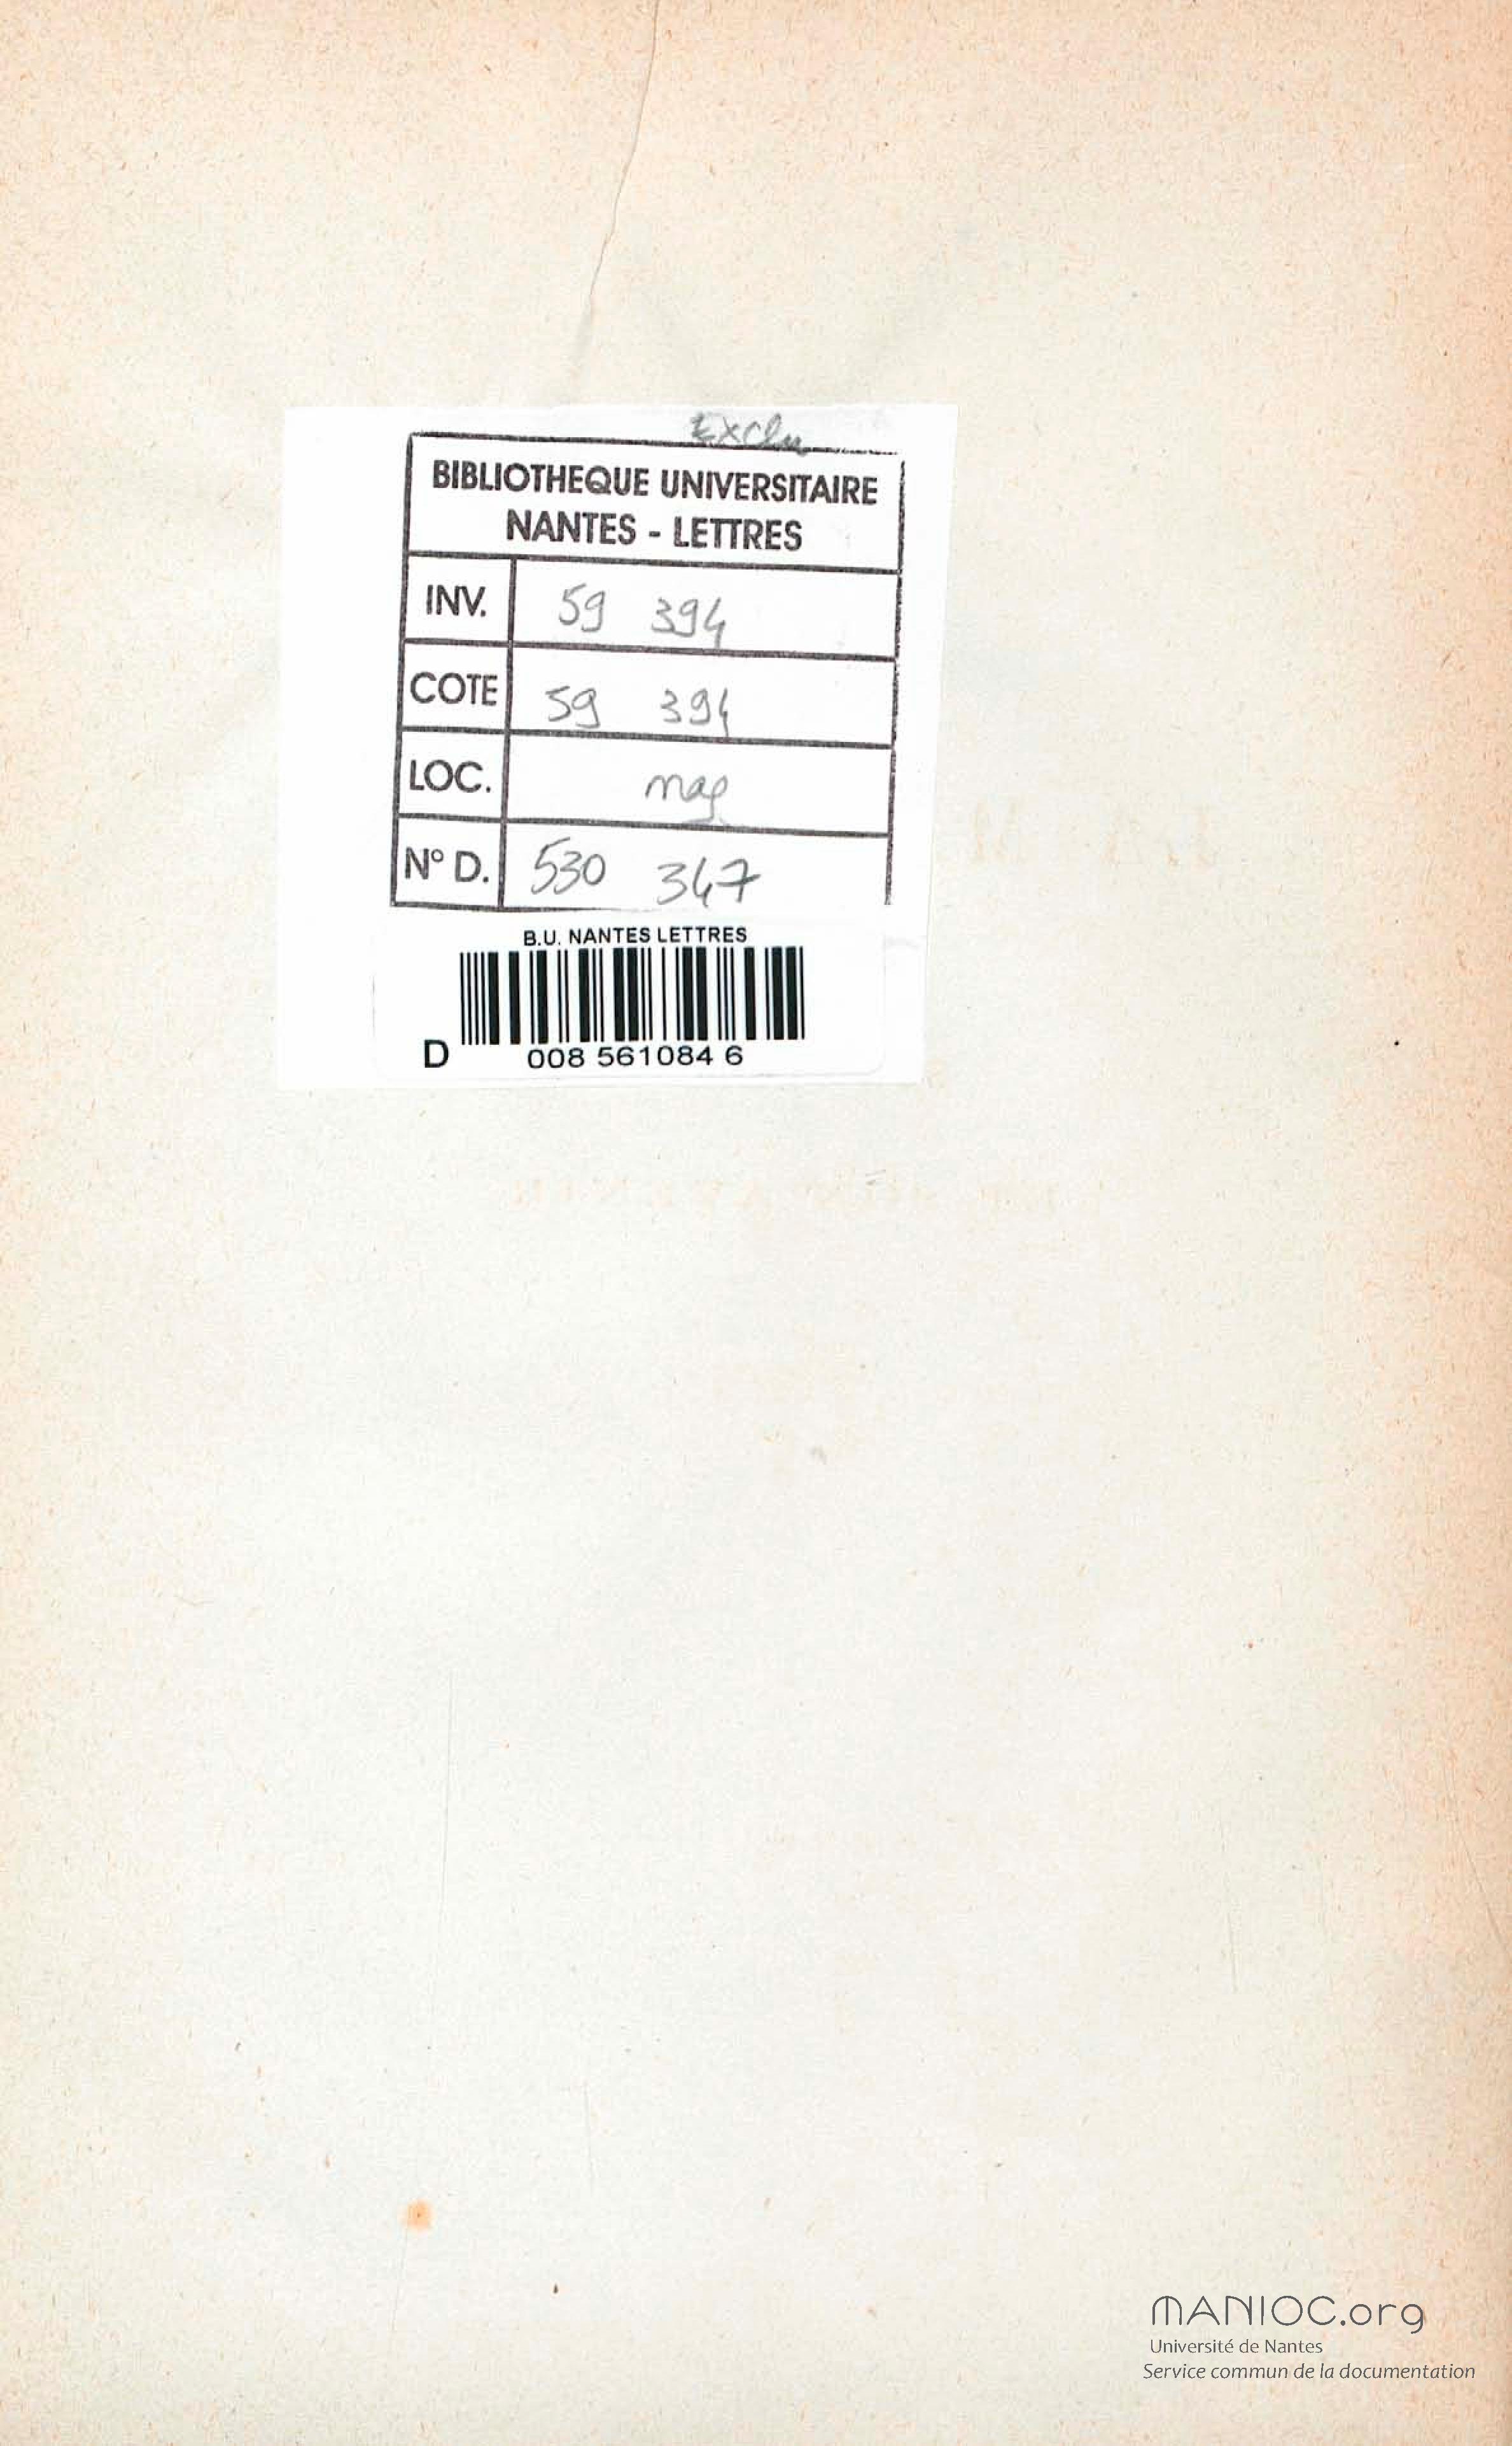 Exclu
BIBLIOTHEQUE UNIVERSITAIRE
NANTES - LETTRES
INV. 59 394
COTE 59 394
LOC. mag
N° D. 530 347
B.U. NANTES LETTRES
D 008 561084 6
MANIOC.org
Université de Nantes
Service commun de la documentation